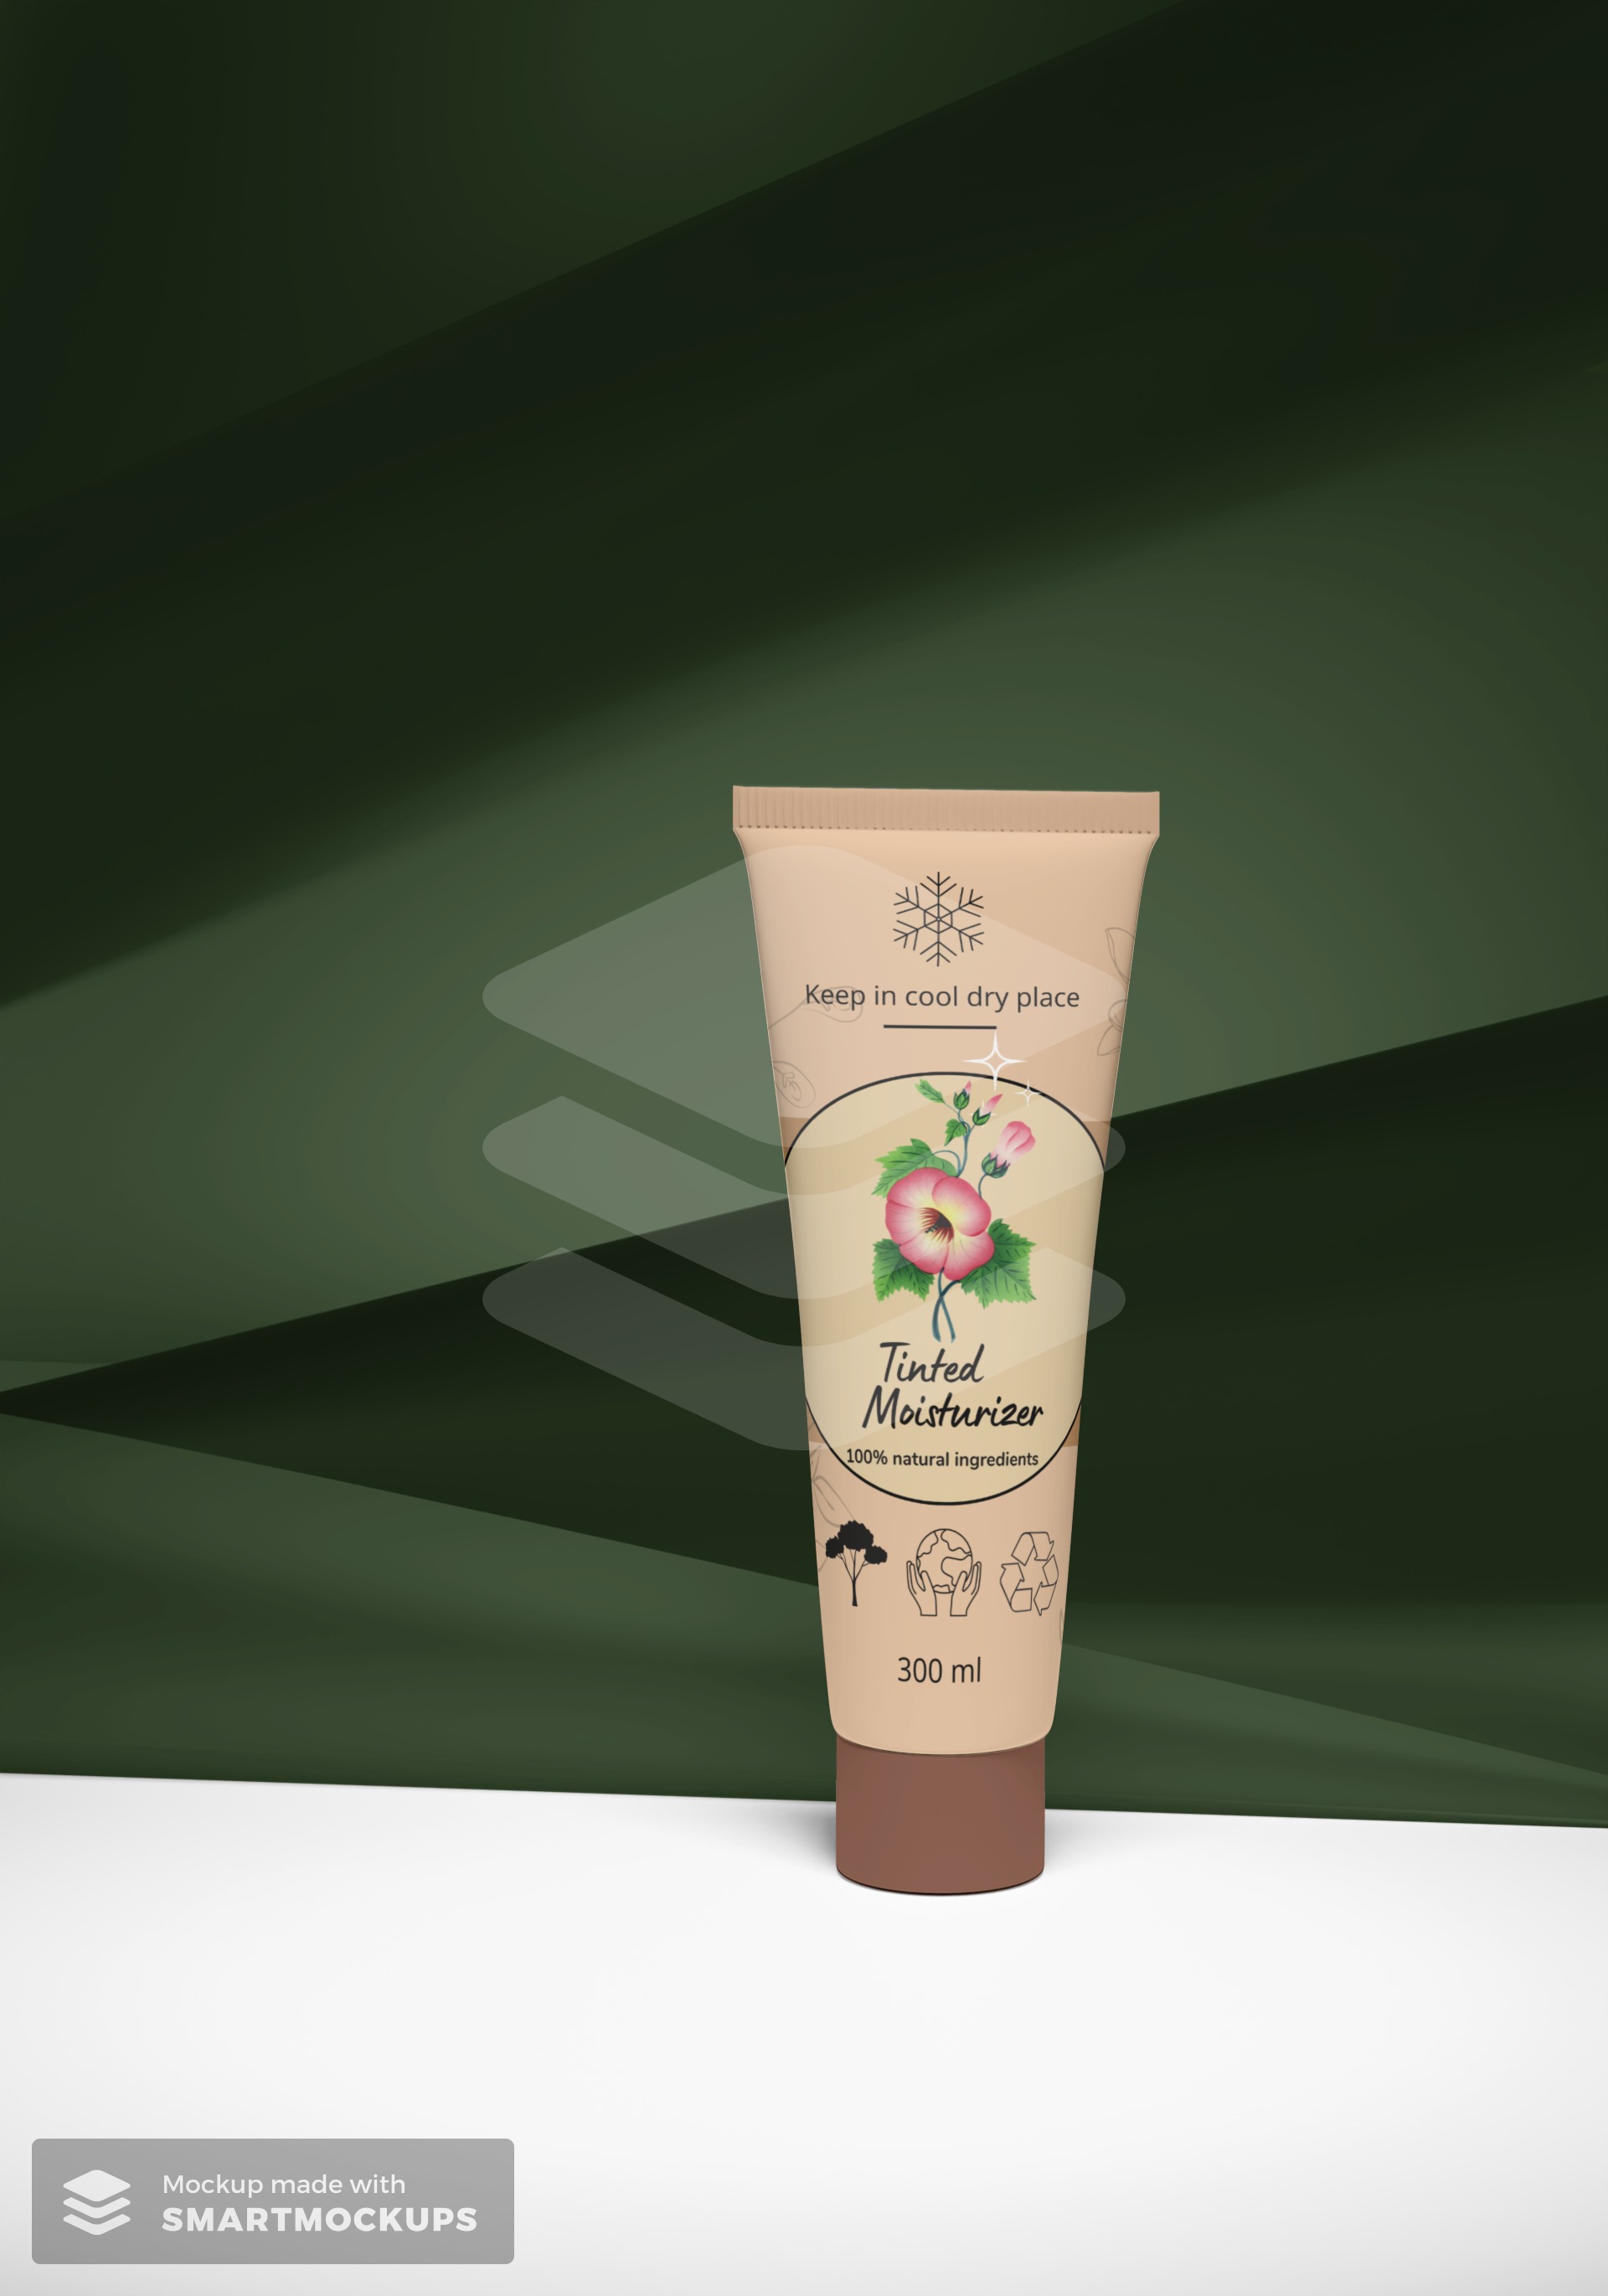 Keep in cool dry place
Tinted
Moisturizer
100% natural ingredients
300 ml
Mockup made with
SMARTMOCKUPS